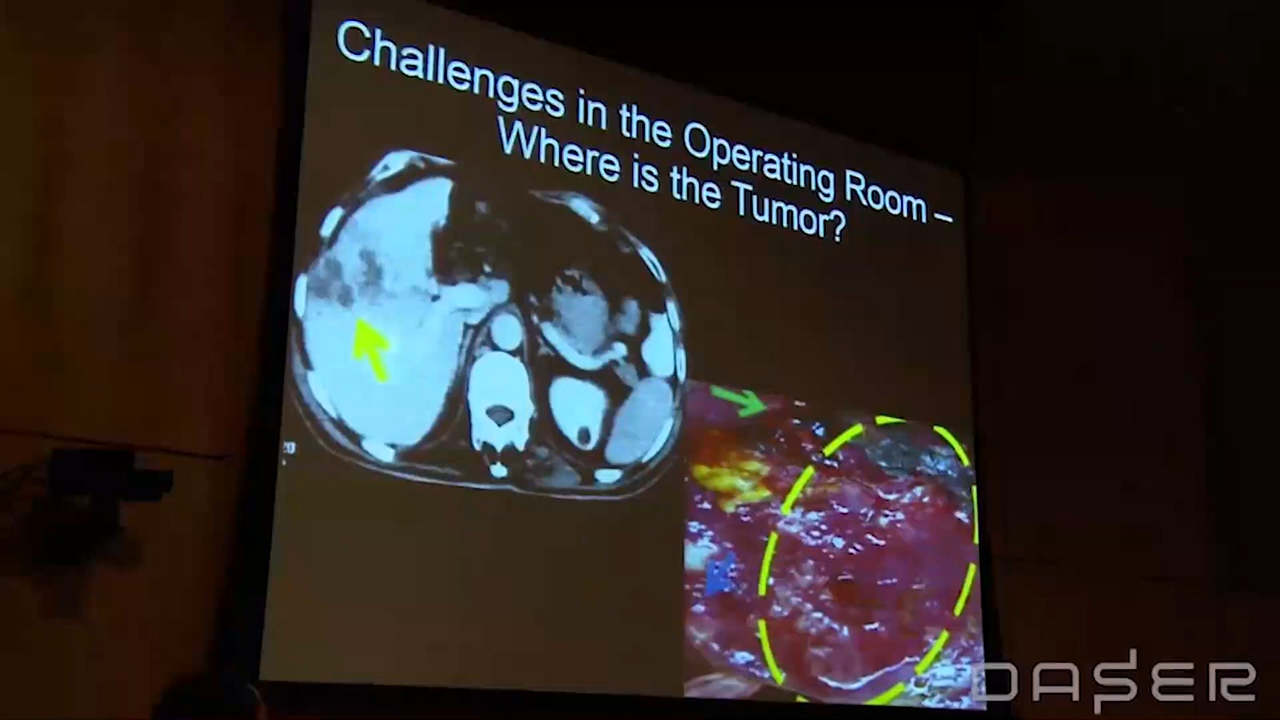 Challenges in the Operating Room –
Where is the Tumor?
DASER